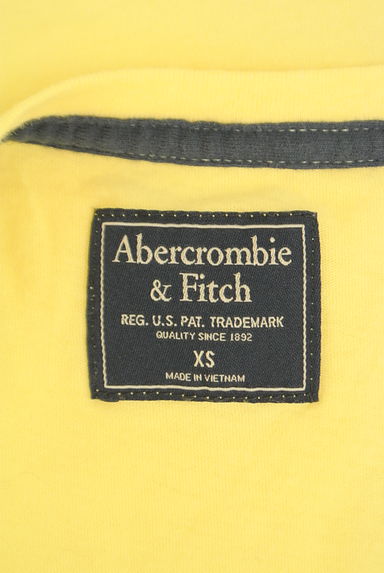 Abercrombie
& Fitch
REG. U.S. PAT. TRADEMARK
QUALITY SINCE 1892
XS
MADE IN VIETNAM